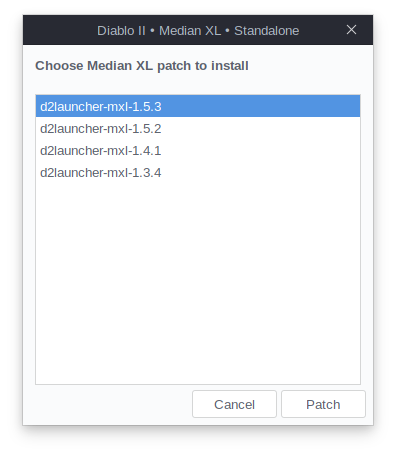 Diablo II • Median XL • Standalone
Choose Median XL patch to install
d2launcher-mxl-1.5.3
d2launcher-mxl-1.5.2
d2launcher-mxl-1.4.1
d2launcher-mxl-1.3.4
Cancel Patch